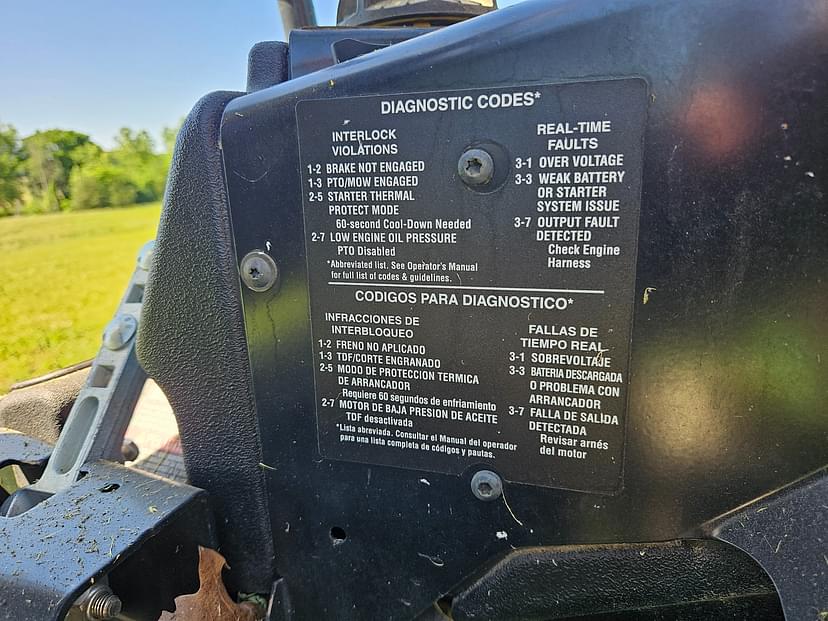 DIAGNOSTIC CODES*
INTERLOCK
VIOLATIONS
1-2 BRAKE NOT ENGAGED
1-3 PTO/MOW ENGAGED
2-5 STARTER THERMAL
PROTECT MODE
60-second Cool-Down Needed
2-7 LOW ENGINE OIL PRESSURE
PTO Disabled
*Abbreviated list. See Operator's Manual
for full list of codes & guidelines.
REAL-TIME
FAULTS
3-1 OVER VOLTAGE
3-3 WEAK BATTERY
OR STARTER
SYSTEM ISSUE
3-7 OUTPUT FAULT
DETECTED
Check Engine
Harness
CODIGOS PARA DIAGNOSTICO*
INFRACCIONES DE
INTERBLOQUEO
1-2 FRENO NO APLICADO
1-3 TDF/CORTE ENGRANADO
2-5 MODO DE PROTECCION TERMICA
DE ARRANCADOR
Requiere 60 segundos de enfriamiento
2-7 MOTOR DE BAJA PRESION DE ACEITE
TDF desactivada
*Lista abreviada. Consultar el Manual del operador
para una lista completa de códigos y pautas.
FALLAS DE
TIEMPO REAL
3-1 SOBREVOLTAJE
3-3 BATERIA DESCARGADA
O PROBLEMA CON
ARRANCADOR
3-7 FALLA DE SALIDA
DETECTADA
Revisar arnés
del motor